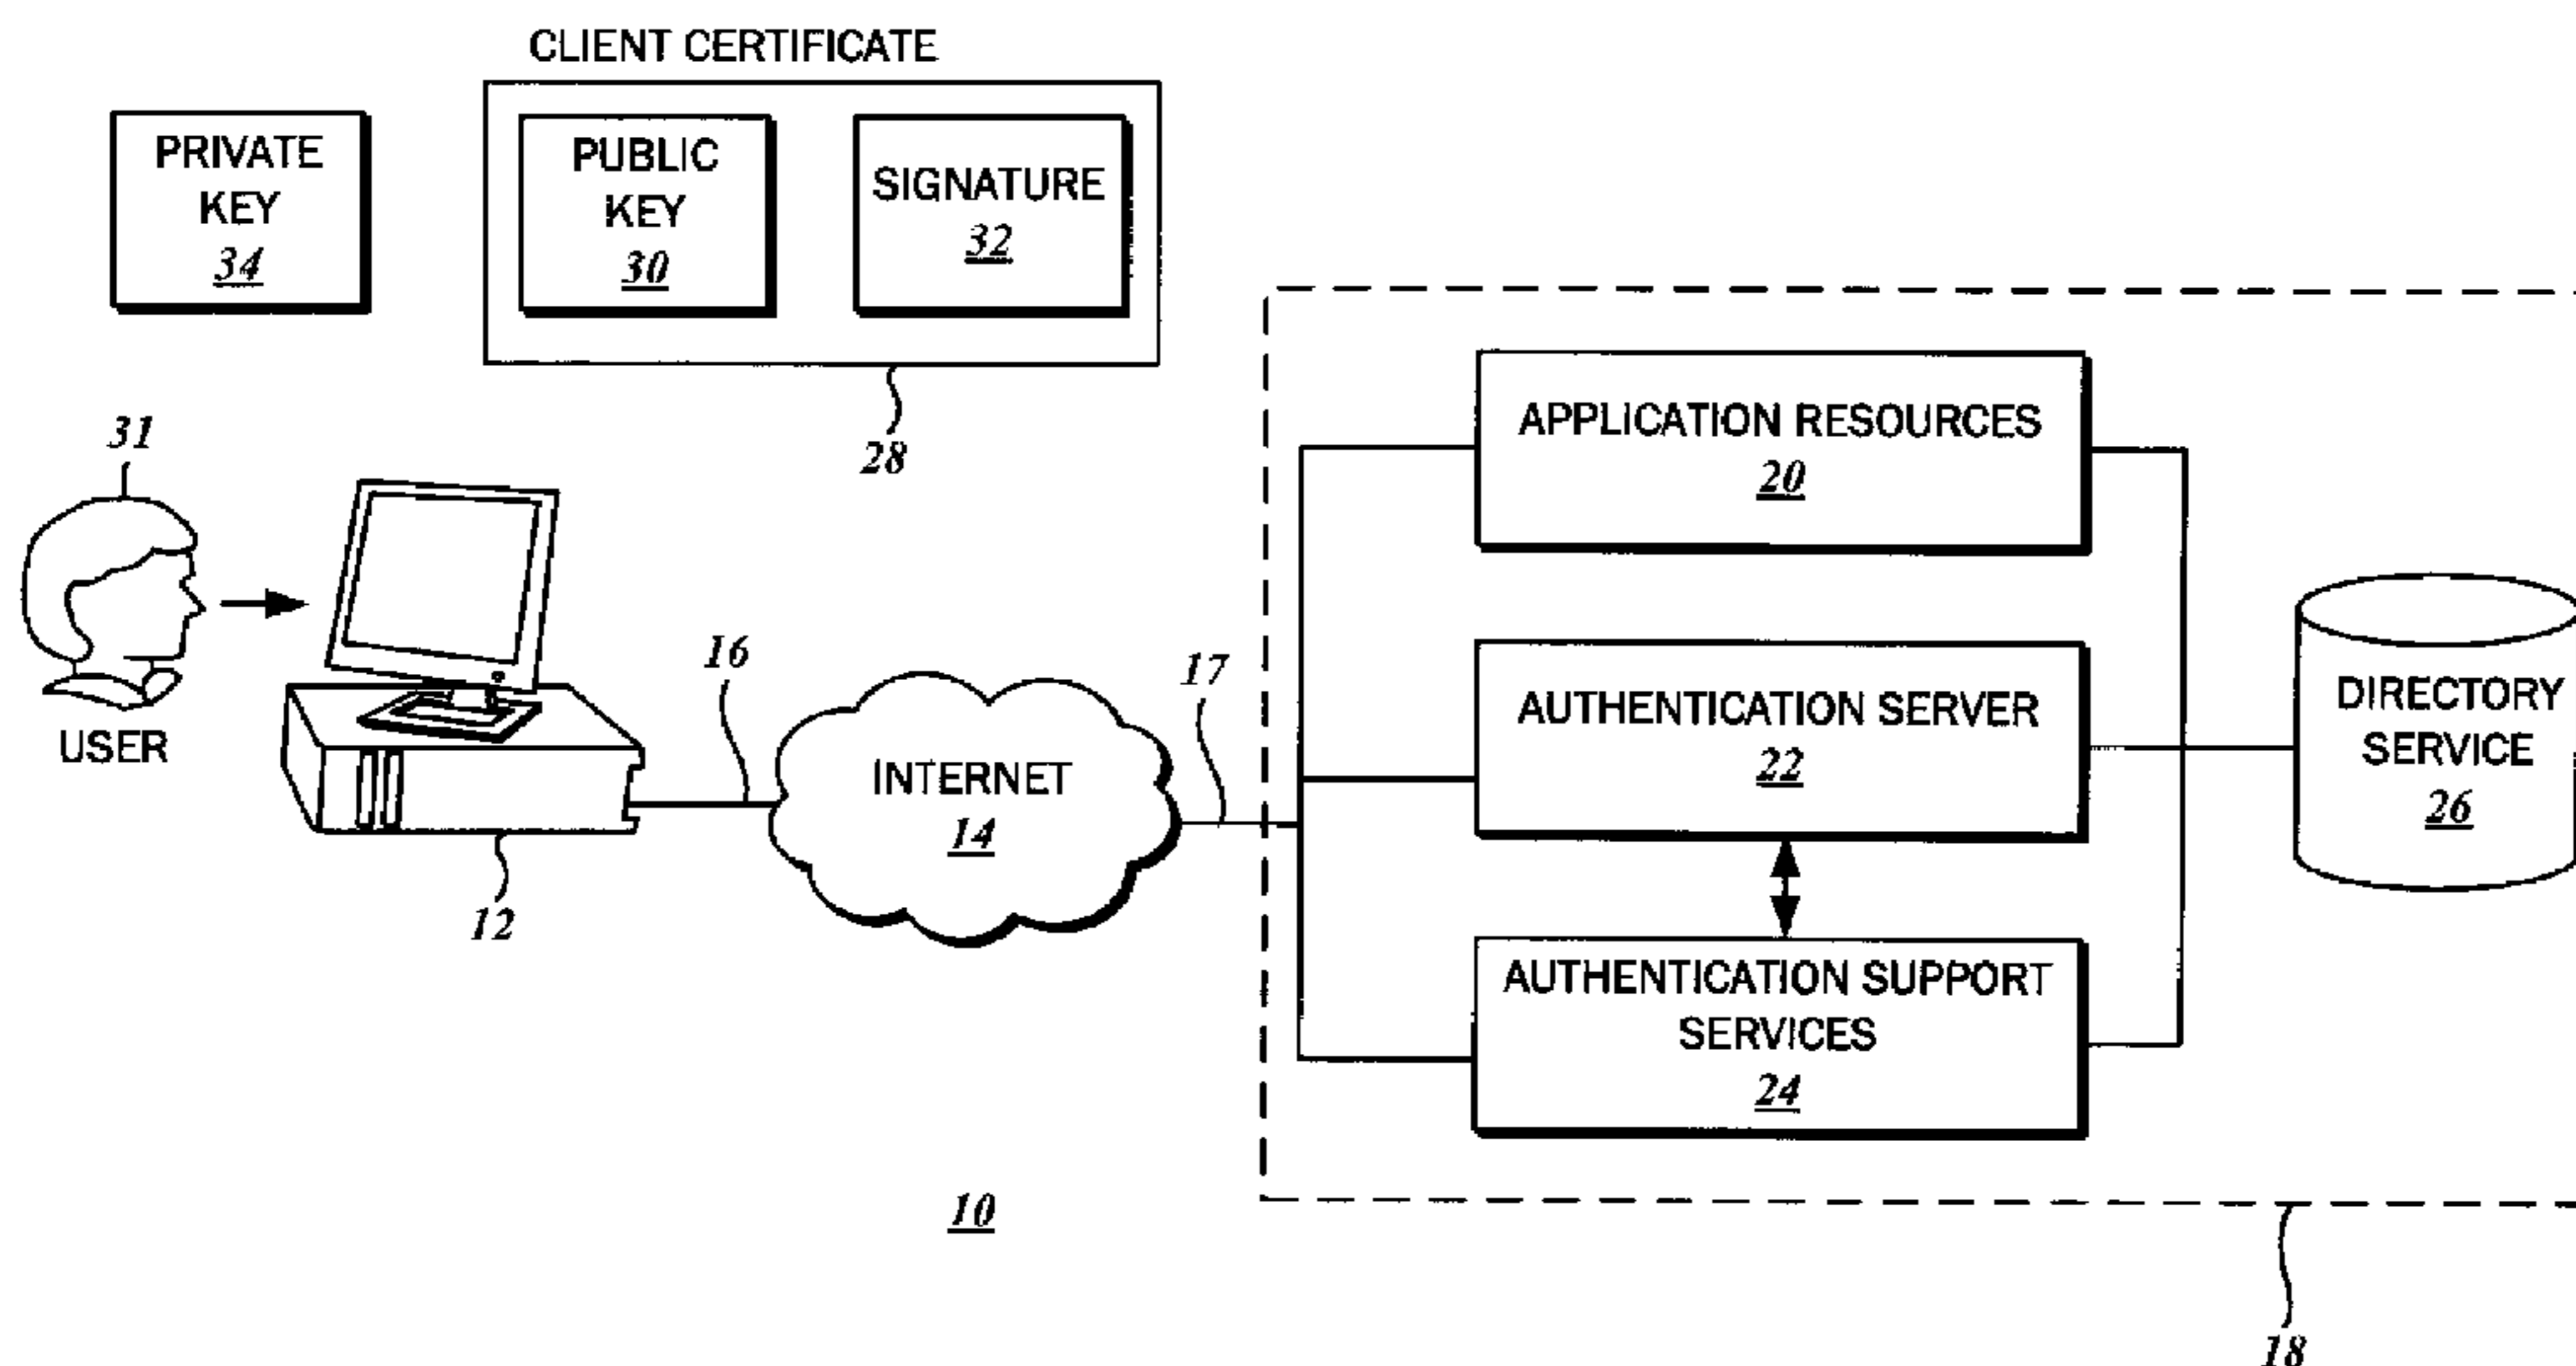 CLIENT CERTIFICATE
PRIVATE
KEY
34
PUBLIC
KEY
30
SIGNATURE
32
28
31
USER
12
16
INTERNET
14
17
APPLICATION RESOURCES
20
AUTHENTICATION SERVER
22
AUTHENTICATION SUPPORT
SERVICES
24
DIRECTORY
SERVICE
26
10
18